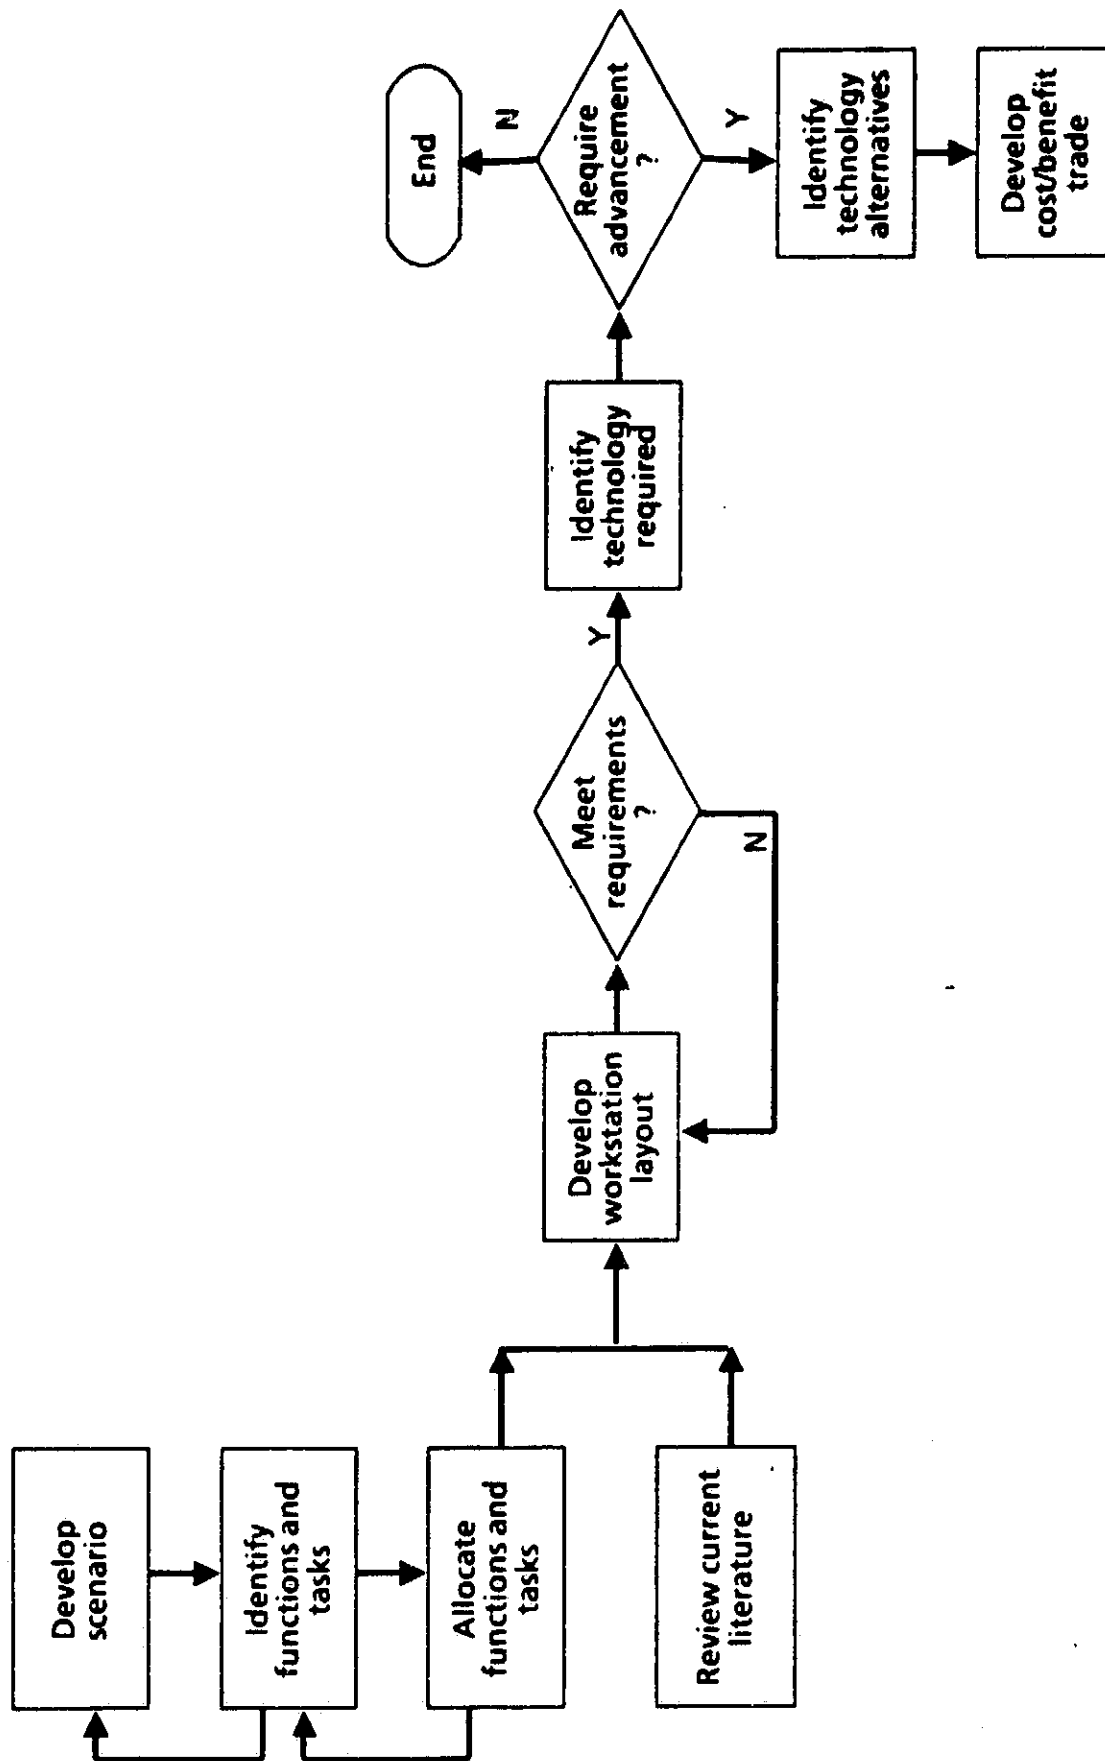 Develop
scenario
Identify
functions and
tasks
Allocate
functions and
tasks
Review current
literature
Develop
workstation
layout
Meet
requirements
?
N
Y
Identify
technology
required
Require
advancement
?
N
End
Y
Identify
technology
alternatives
Develop
cost/benefit
trade